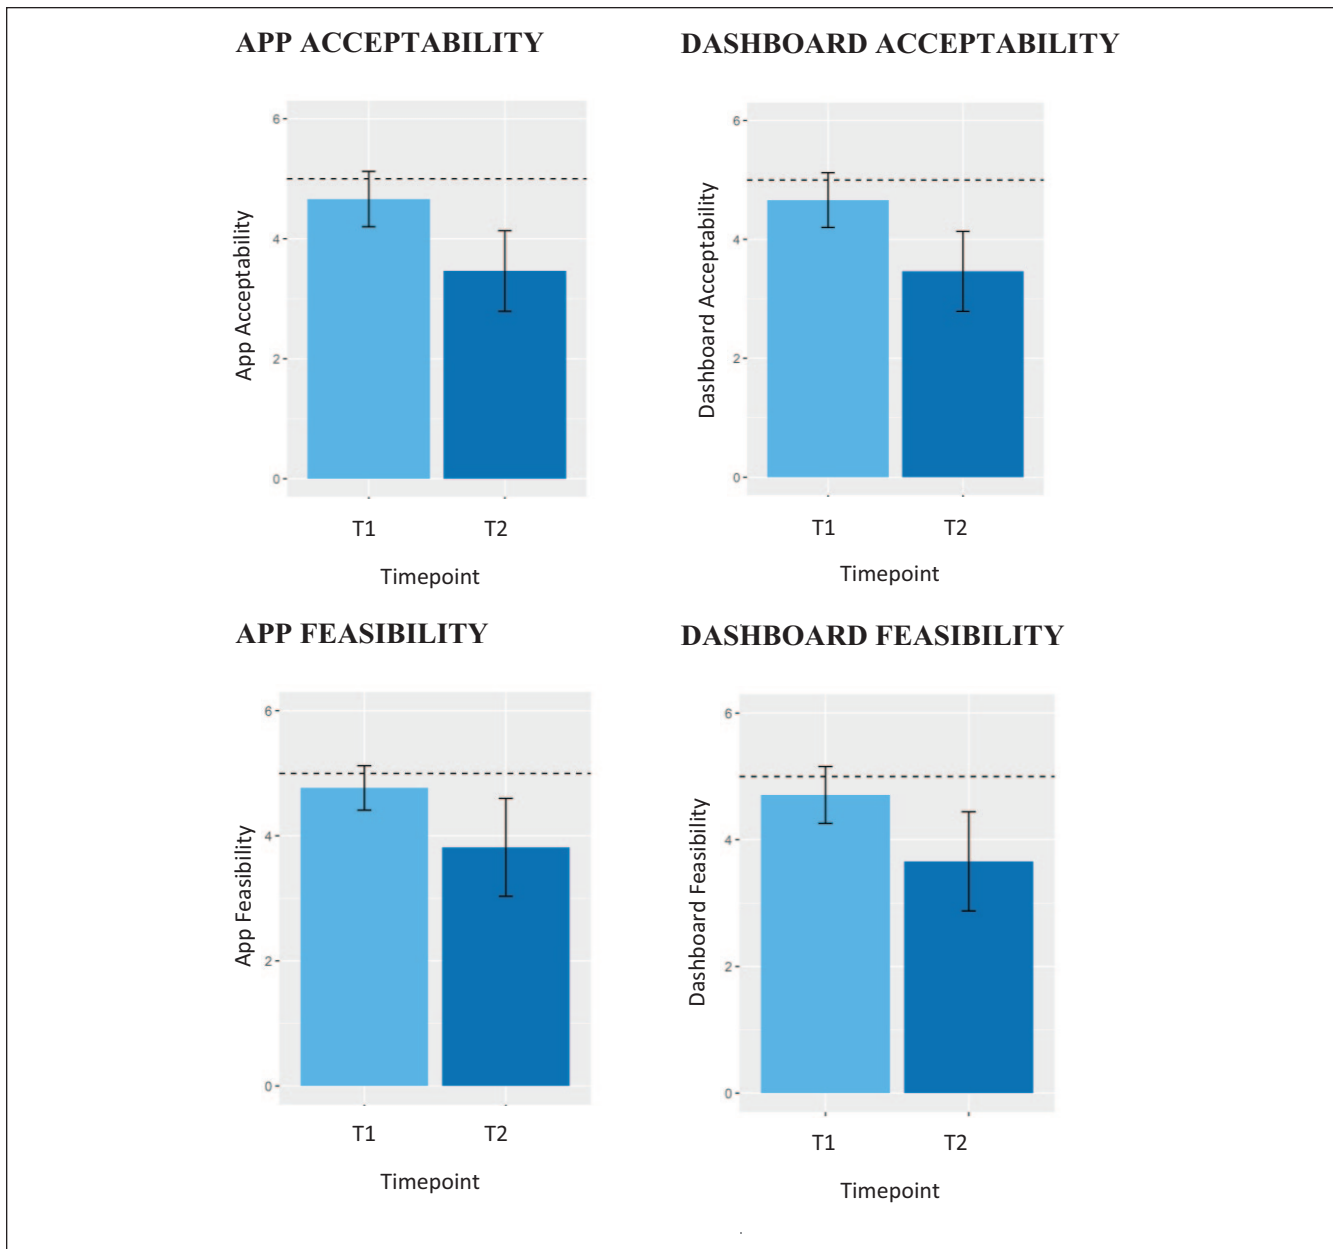 APP ACCEPTABILITY
DASHBOARD ACCEPTABILITY
App Acceptability
6
4
2
0
T1 T2
Timepoint
Dashboard Acceptability
6
4
2
0
T1 T2
Timepoint
APP FEASIBILITY
DASHBOARD FEASIBILITY
App Feasibility
6
4
2
0
T1 T2
Timepoint
Dashboard Feasibility
6
4
2
0
T1 T2
Timepoint